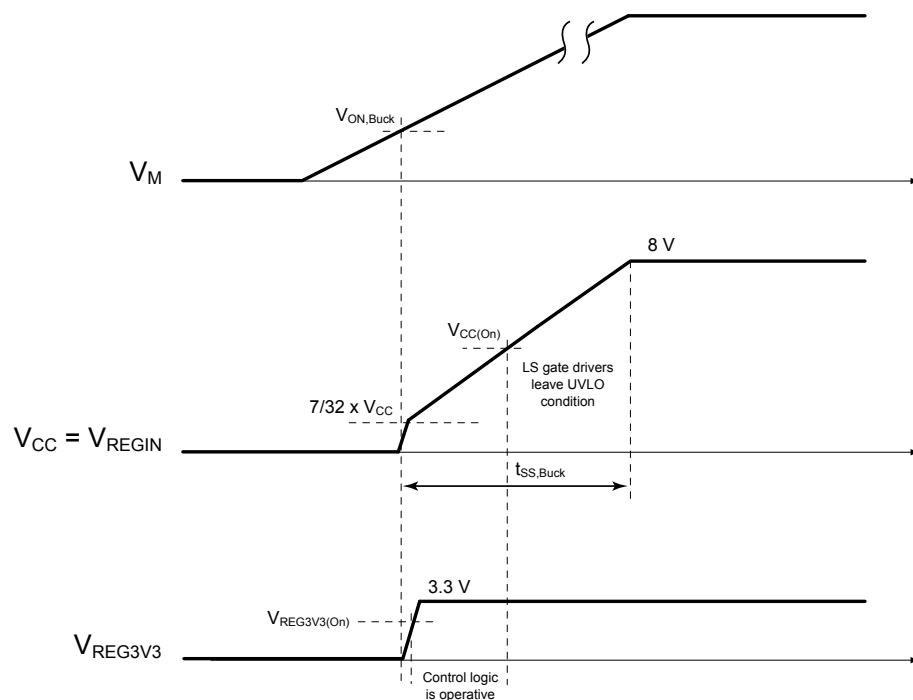 V_ON,Buck
V_M
8 V
V_CC(On)
LS gate drivers
leave UVLO
condition
7/32 x V_CC
V_CC = V_REGIN
t_SS,Buck
3.3 V
V_REG3V3(On)
V_REG3V3
Control logic
is operative